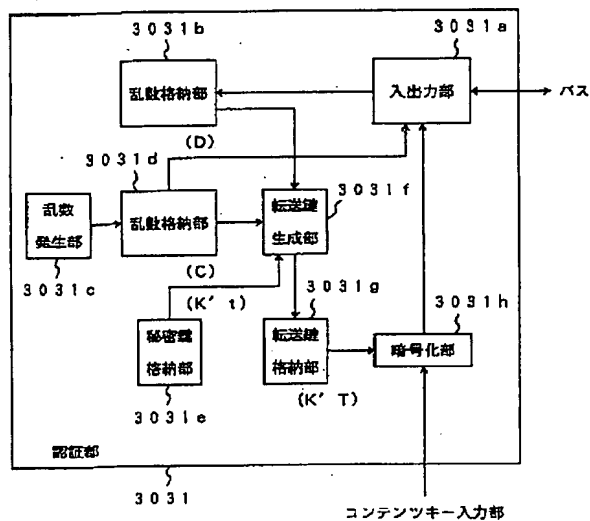 3031b
3031a
乱数格納部
入出力部
バス
(D)
3031d
3031f
乱数
発生部
乱数格納部
転送鍵
生成部
3031c
(C)
(K't)
3031g
3031h
秘密鍵
格納部
転送鍵
格納部
暗号化部
(K'T)
3031e
認証部
3031
コンテンツキー入力部